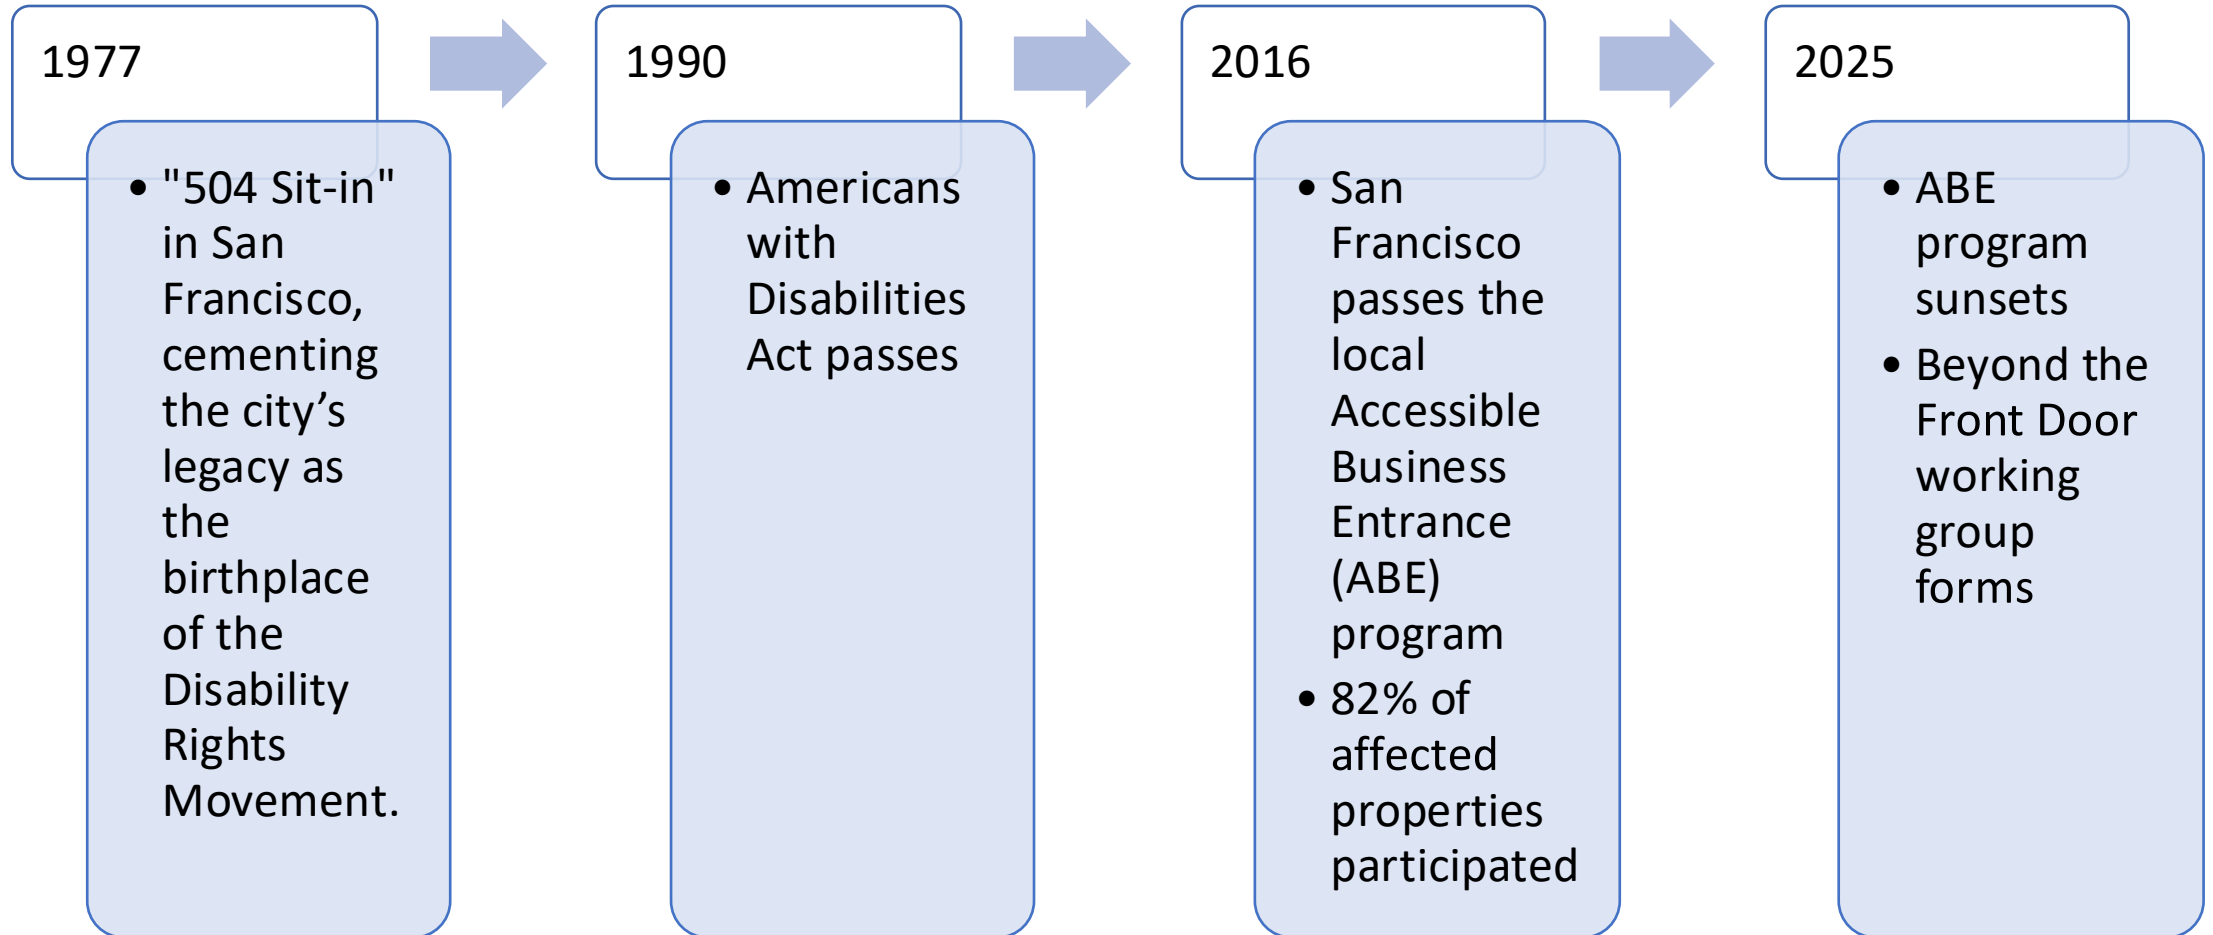 1977
• "504 Sit-in"
in San
Francisco,
cementing
the city’s
legacy as
the
birthplace
of the
Disability
Rights
Movement.
1990
• Americans
with
Disabilities
Act passes
2016
• San
Francisco
passes the
local
Accessible
Business
Entrance
(ABE)
program
• 82% of
affected
properties
participated
2025
• ABE
program
sunsets
• Beyond the
Front Door
working
group
forms